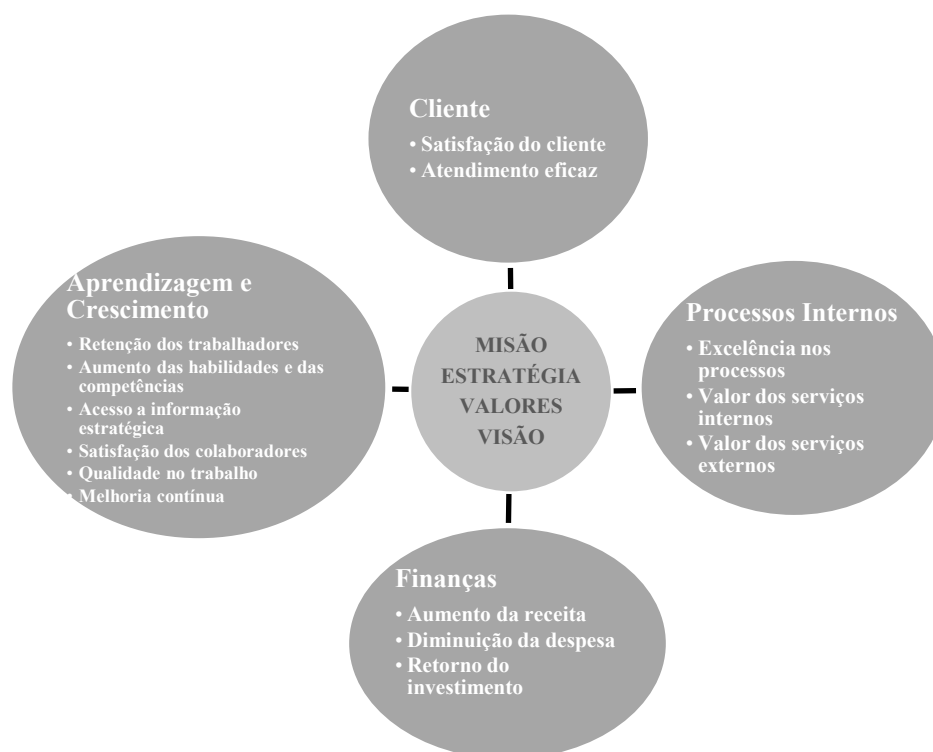 Cliente
• Satisfação do cliente
• Atendimento eficaz
Aprendizagem e
Crescimento
• Retenção dos trabalhadores
• Aumento das habilidades e das
competências
• Acesso a informação
estratégica
• Satisfação dos colaboradores
• Qualidade no trabalho
• Melhoria contínua
MISÃO
ESTRATÉGIA
VALORES
VISÃO
Processos Internos
• Excelência nos
processos
• Valor dos serviços
internos
• Valor dos serviços
externos
Finanças
• Aumento da receita
• Diminuição da despesa
• Retorno do
investimento